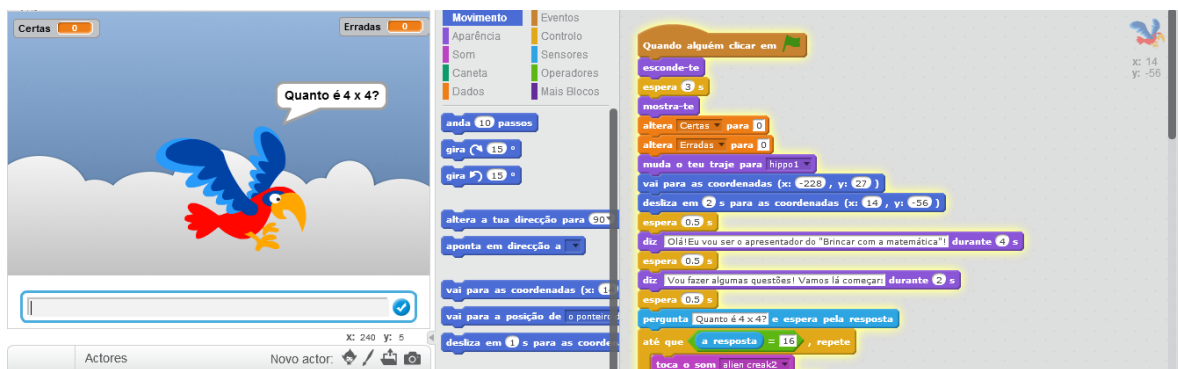 Certas 0
Erradas 0
Quanto é 4 x 4?
x: 240 y: 5
Actores
Novo actor:
Movimento
Aparência
Som
Caneta
Dados
Eventos
Controlo
Sensores
Operadores
Mais Blocos
anda 10 passos
gira 15 °
gira 15 °
altera a tua direcção para 90
aponta em direcção a
vai para as coordenadas (x: 14
vai para a posição de o ponteiro
desliza em 1 s para as coorde
Quando alguém clicar em
esconde-te
espera 3 s
mostra-te
altera Certas para 0
altera Erradas para 0
muda o teu traje para hippo1
vai para as coordenadas (x: -228 , y: 27 )
desliza em 2 s para as coordenadas (x: 14 , y: -56 )
espera 0.5 s
diz Olá!Eu vou ser o apresentador do "Brincar com a matemática"! durante 4 s
espera 0.5 s
diz Vou fazer algumas questões! Vamos lá começar! durante 2 s
espera 0.5 s
pergunta Quanto é 4 x 4? e espera pela resposta
até que a resposta = 16 , repete
toca o som alien creak2
x: 14
y: -56